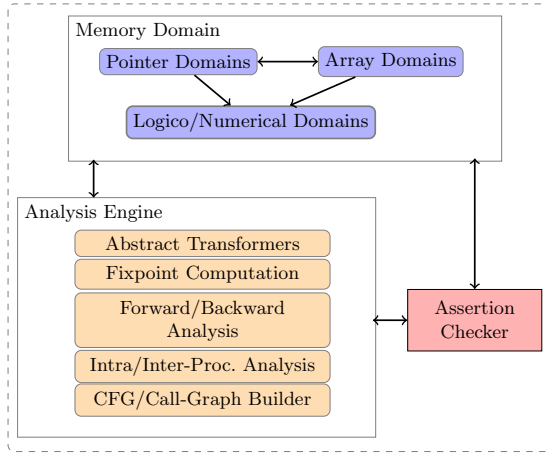 Memory Domain
Pointer Domains
Array Domains
Logico/Numerical Domains
Analysis Engine
Abstract Transformers
Fixpoint Computation
Forward/Backward
Analysis
Intra/Inter-Proc. Analysis
CFG/Call-Graph Builder
Assertion
Checker